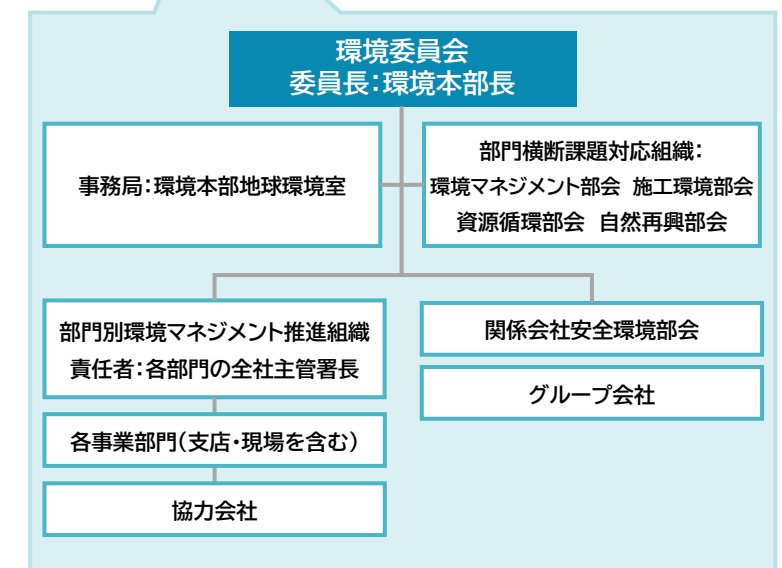 環境委員会
委員長：環境本部長
事務局：環境本部地球環境室
部門横断課題対応組織：
環境マネジメント部会 施工環境部会
資源循環部会 自然再興部会
部門別環境マネジメント推進組織
責任者：各部門の全社主管署長
関係会社安全環境部会
グループ会社
各事業部門（支店・現場を含む）
協力会社